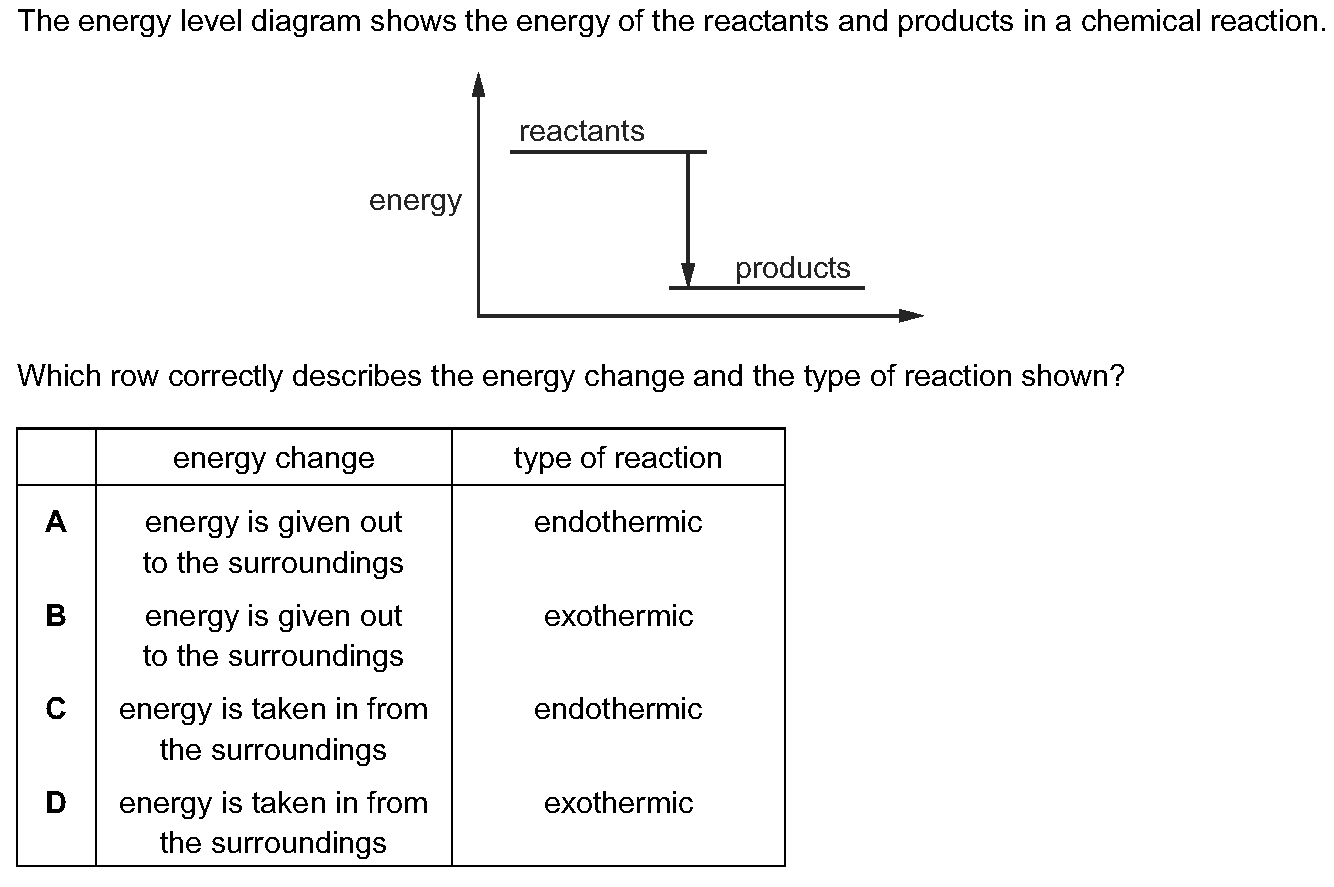 The energy level diagram shows the energy of the reactants and products in a chemical reaction.
reactants
energy
products
Which row correctly describes the energy change and the type of reaction shown?
energy change type of reaction
A energy is given out endothermic
to the surroundings
B energy is given out exothermic
to the surroundings
C energy is taken in from endothermic
the surroundings
D energy is taken in from exothermic
the surroundings